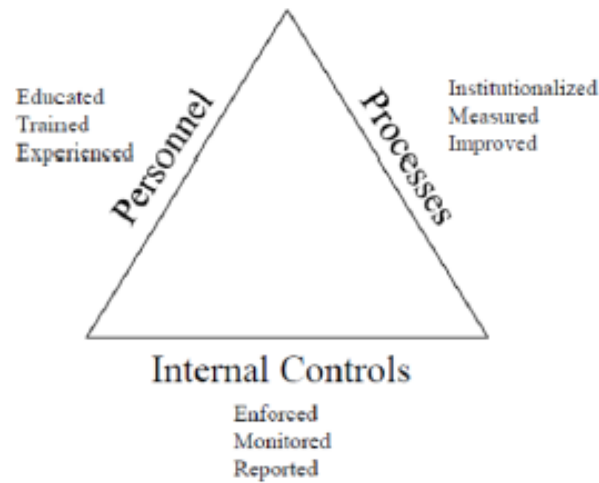 Educated
Trained
Experienced
Personnel
Processes
Institutionalized
Measured
Improved
Internal Controls
Enforced
Monitored
Reported